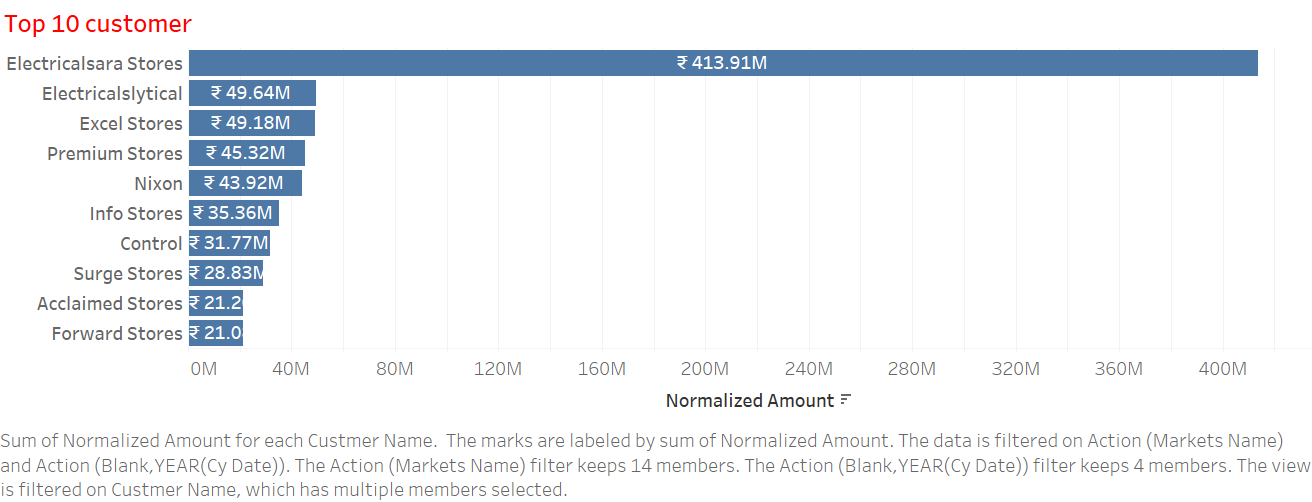 Top 10 customer
Electricalsara Stores ₹ 413.91M
Electricalslytical ₹ 49.64M
Excel Stores ₹ 49.18M
Premium Stores ₹ 45.32M
Nixon ₹ 43.92M
Info Stores ₹ 35.36M
Control ₹ 31.77M
Surge Stores ₹ 28.83M
Acclaimed Stores ₹ 21.2
Forward Stores ₹ 21.0
0M 40M 80M 120M 160M 200M 240M 280M 320M 360M 400M
Normalized Amount
Sum of Normalized Amount for each Custmer Name. The marks are labeled by sum of Normalized Amount. The data is filtered on Action (Markets Name)
and Action (Blank,YEAR(Cy Date)). The Action (Markets Name) filter keeps 14 members. The Action (Blank,YEAR(Cy Date)) filter keeps 4 members. The view
is filtered on Custmer Name, which has multiple members selected.